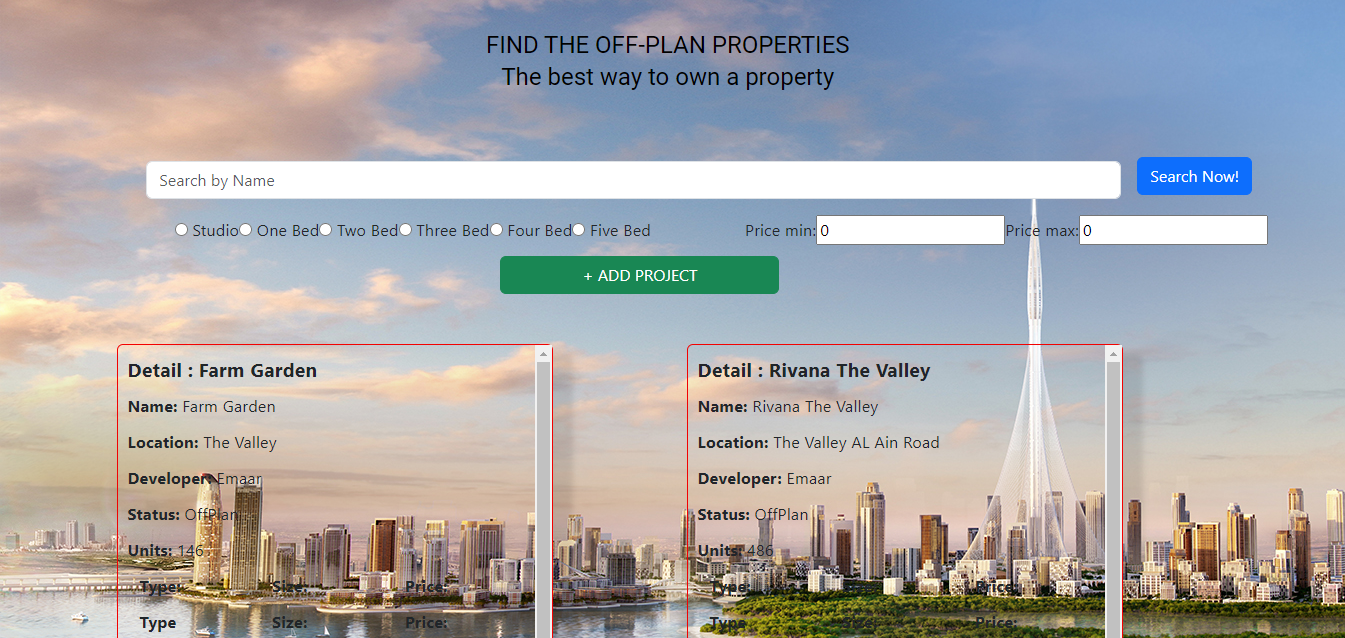 FIND THE OFF-PLAN PROPERTIES
The best way to own a property
Search by Name
Search Now!
Studio One Bed Two Bed Three Bed Four Bed Five Bed Price min: 0 Price max: 0
+ ADD PROJECT
Detail : Farm Garden
Name: Farm Garden
Location: The Valley
Developer: Emaar
Status: OffPlan
Units: 146
Type: Size: Price:
Type Size: Price:
Detail : Rivana The Valley
Name: Rivana The Valley
Location: The Valley AL Ain Road
Developer: Emaar
Status: OffPlan
Units: 486
Type: Size: Price:
Type Size: Price: